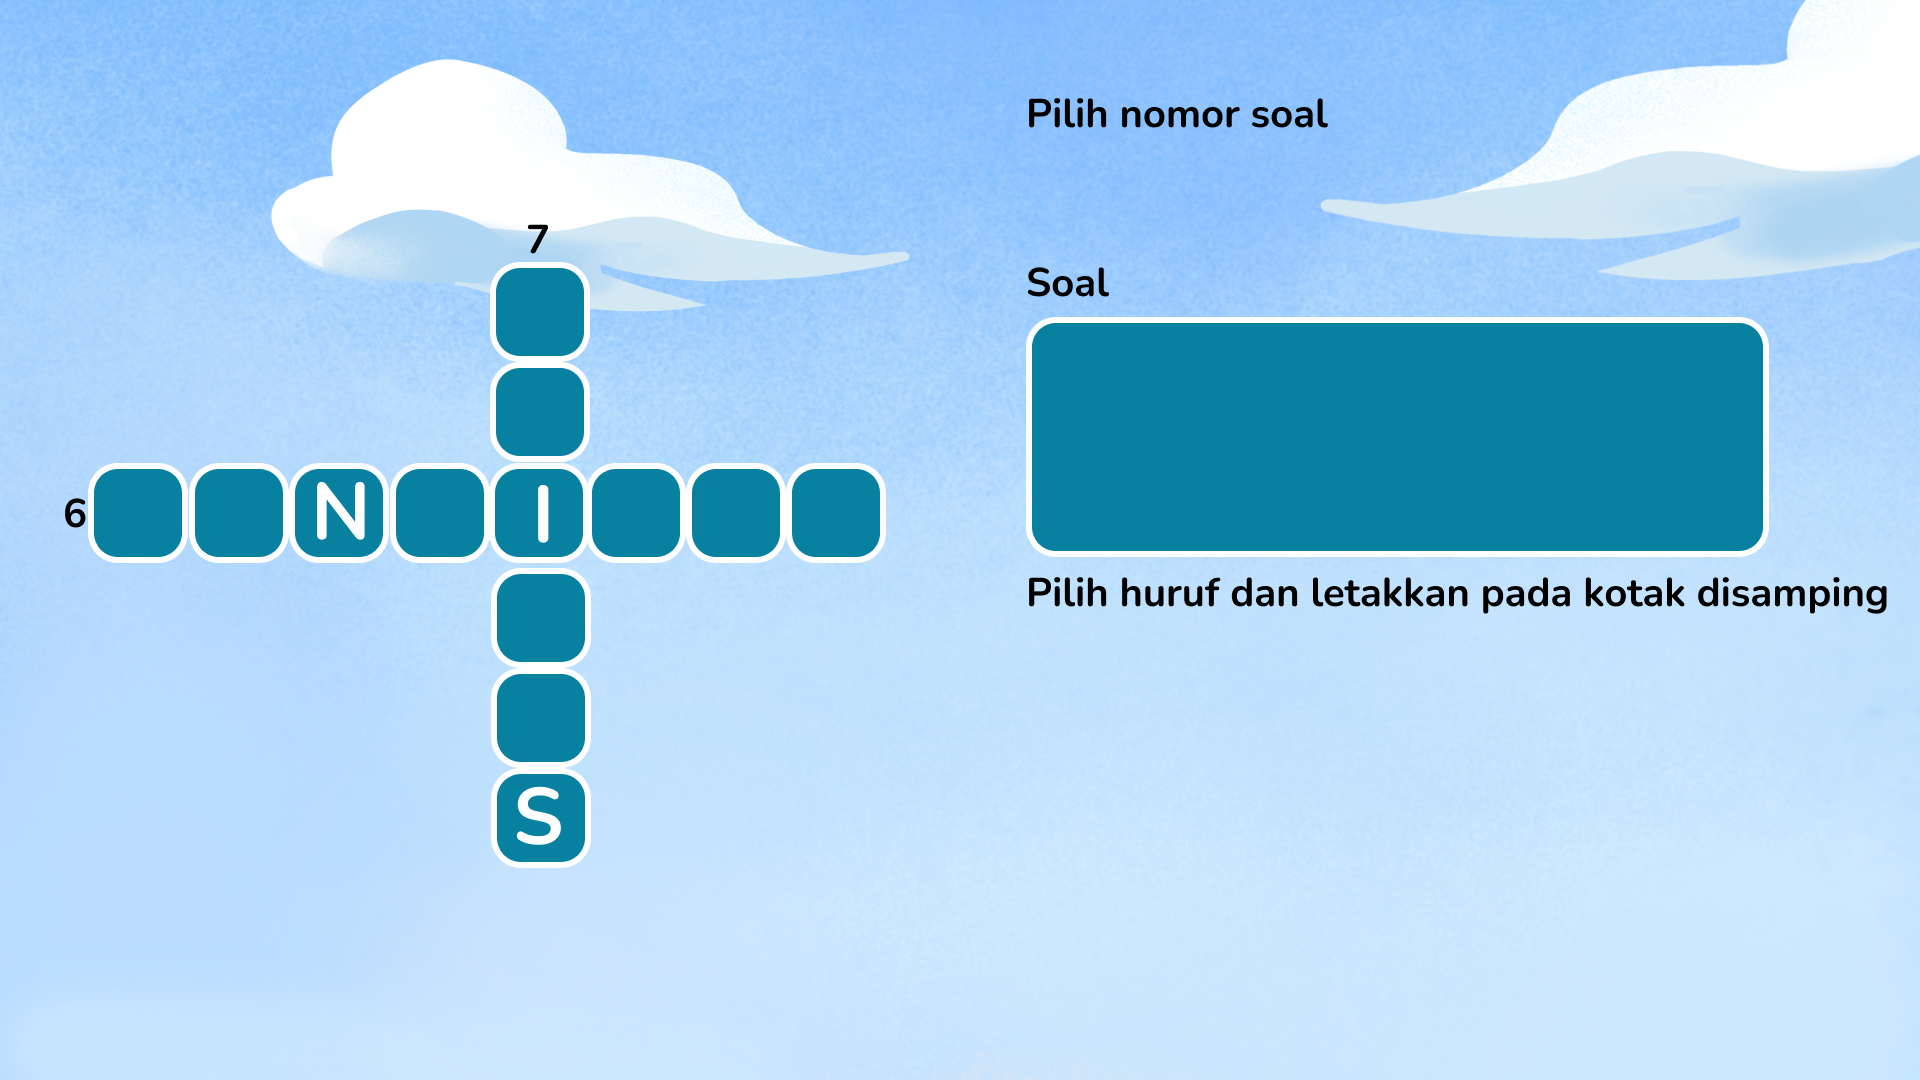 Pilih nomor soal
7
Soal
6
N I
Pilih huruf dan letakkan pada kotak disamping
S